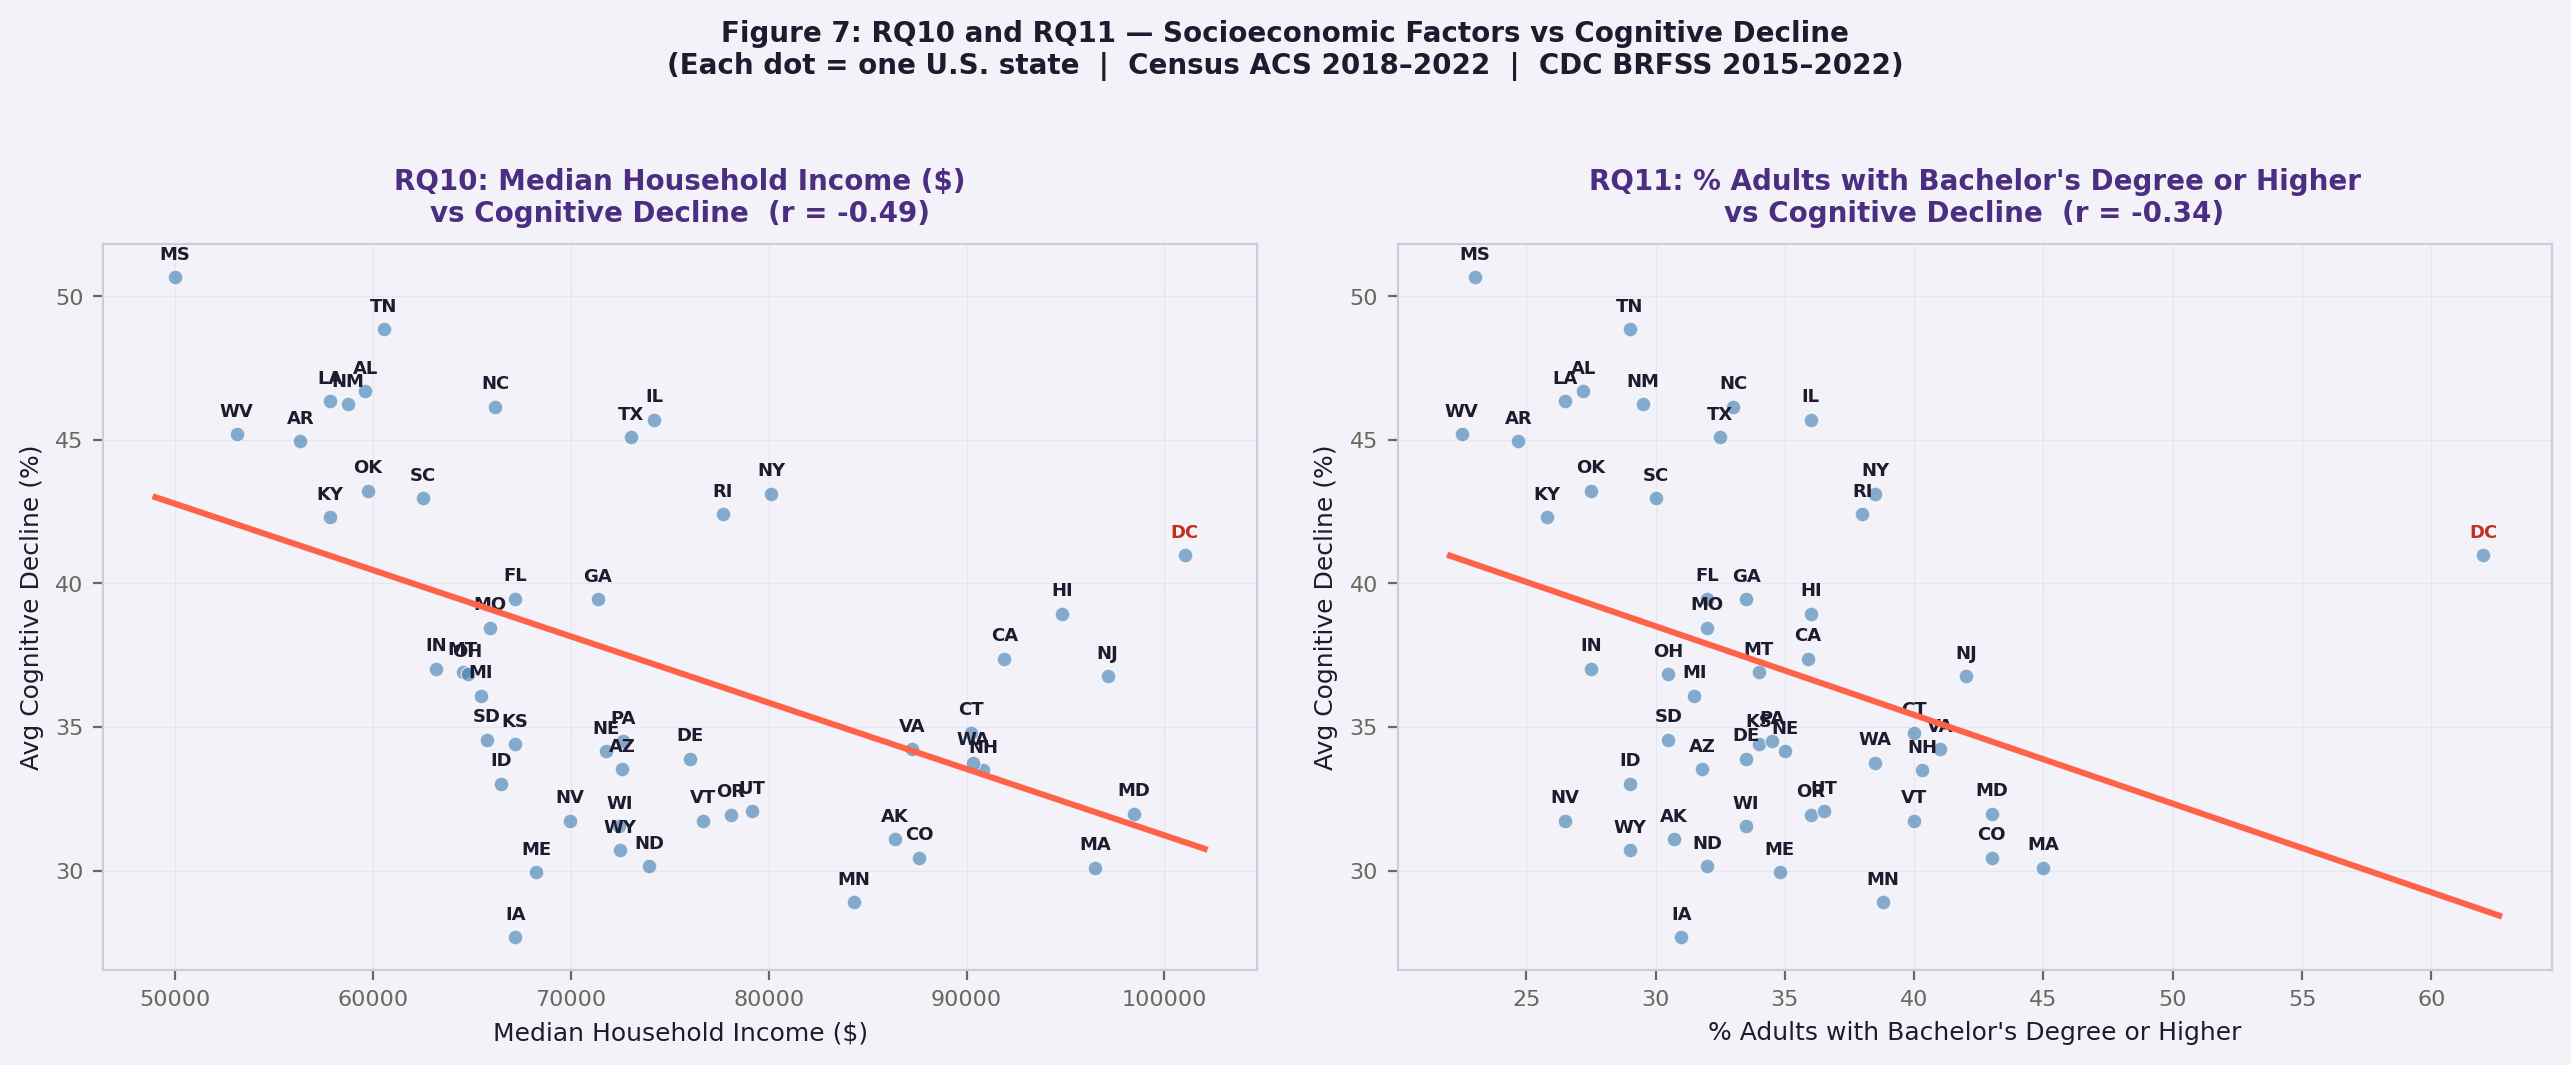 Figure 7: RQ10 and RQ11 — Socioeconomic Factors vs Cognitive Decline
(Each dot = one U.S. state  |  Census ACS 2018–2022  |  CDC BRFSS 2015–2022)
RQ10: Median Household Income ($)
vs Cognitive Decline  (r = -0.49)
MS
TN
AL
LA
NM
NC
IL
TX
WV
AR
OK
SC
KY
NY
RI
DC
FL
GA
MO
HI
CA
NJ
IN
MT
OH
MI
SD
KS
PA
NE
AZ
DE
ID
VA
CT
WA
NH
NV
WI
WY
VT
OR
UT
ND
ME
IA
AK
CO
MN
MD
MA
50
45
40
35
30
Avg Cognitive Decline (%)
50000
60000
70000
80000
90000
100000
Median Household Income ($)
RQ11: % Adults with Bachelor's Degree or Higher
vs Cognitive Decline  (r = -0.34)
MS
TN
AL
LA
NM
NC
IL
TX
WV
AR
OK
SC
KY
NY
RI
DC
FL
GA
MO
HI
CA
IN
OH
MT
MI
NJ
SD
KS
PA
NE
DE
AZ
CT
VA
WA
NH
ID
NV
WY
AK
WI
OR
UT
VT
MD
ND
ME
CO
MA
MN
IA
50
45
40
35
30
Avg Cognitive Decline (%)
25
30
35
40
45
50
55
60
% Adults with Bachelor's Degree or Higher